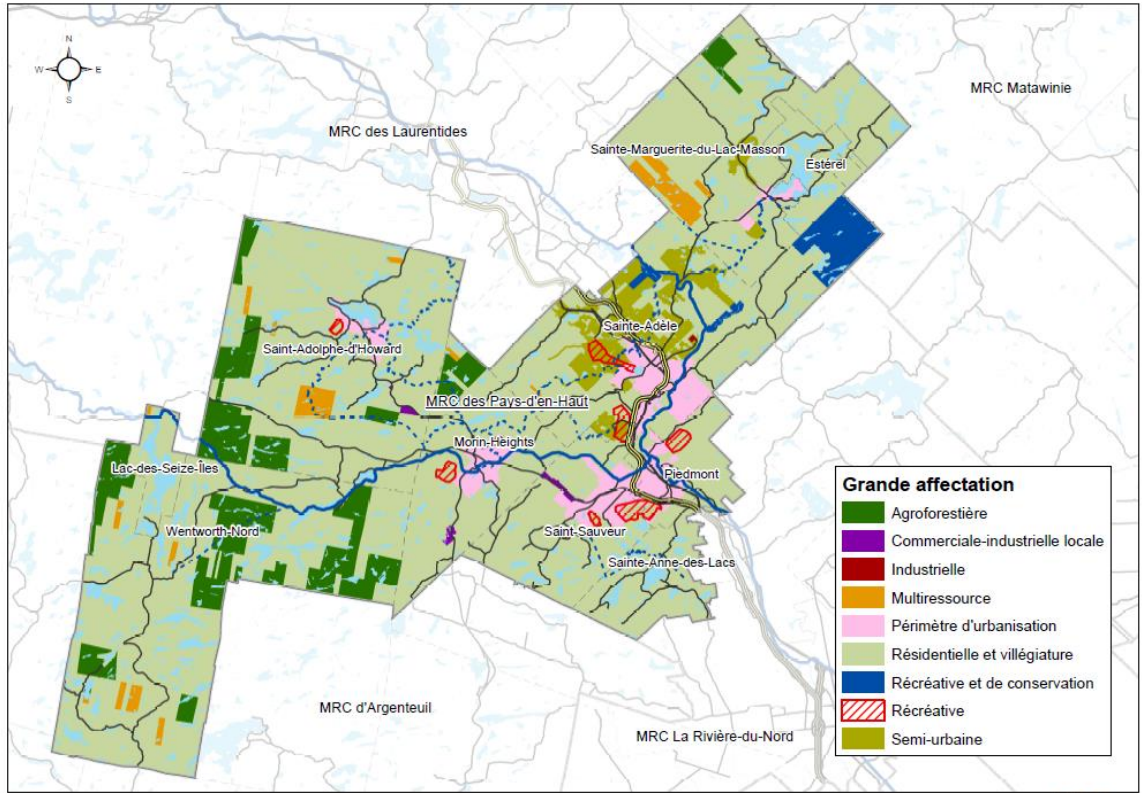 N
W
E
S
MRC Matawinie
MRC des Laurentides
Sainte-Marguerite-du-Lac-Masson
Estérel
Sainte-Adèle
Saint-Adolphe-d'Howard
MRC des Pays-d'en-Haut
Morin-Heights
Lac-des-Seize-Îles
Piedmont
Wentworth-Nord
Saint-Sauveur
Sainte-Anne-des-Lacs
MRC d'Argenteuil
MRC La Rivière-du-Nord
Grande affectation
Agroforestière
Commerciale-industrielle locale
Industrielle
Multiressource
Périmètre d'urbanisation
Résidentielle et villégiature
Récréative et de conservation
Récréative
Semi-urbaine